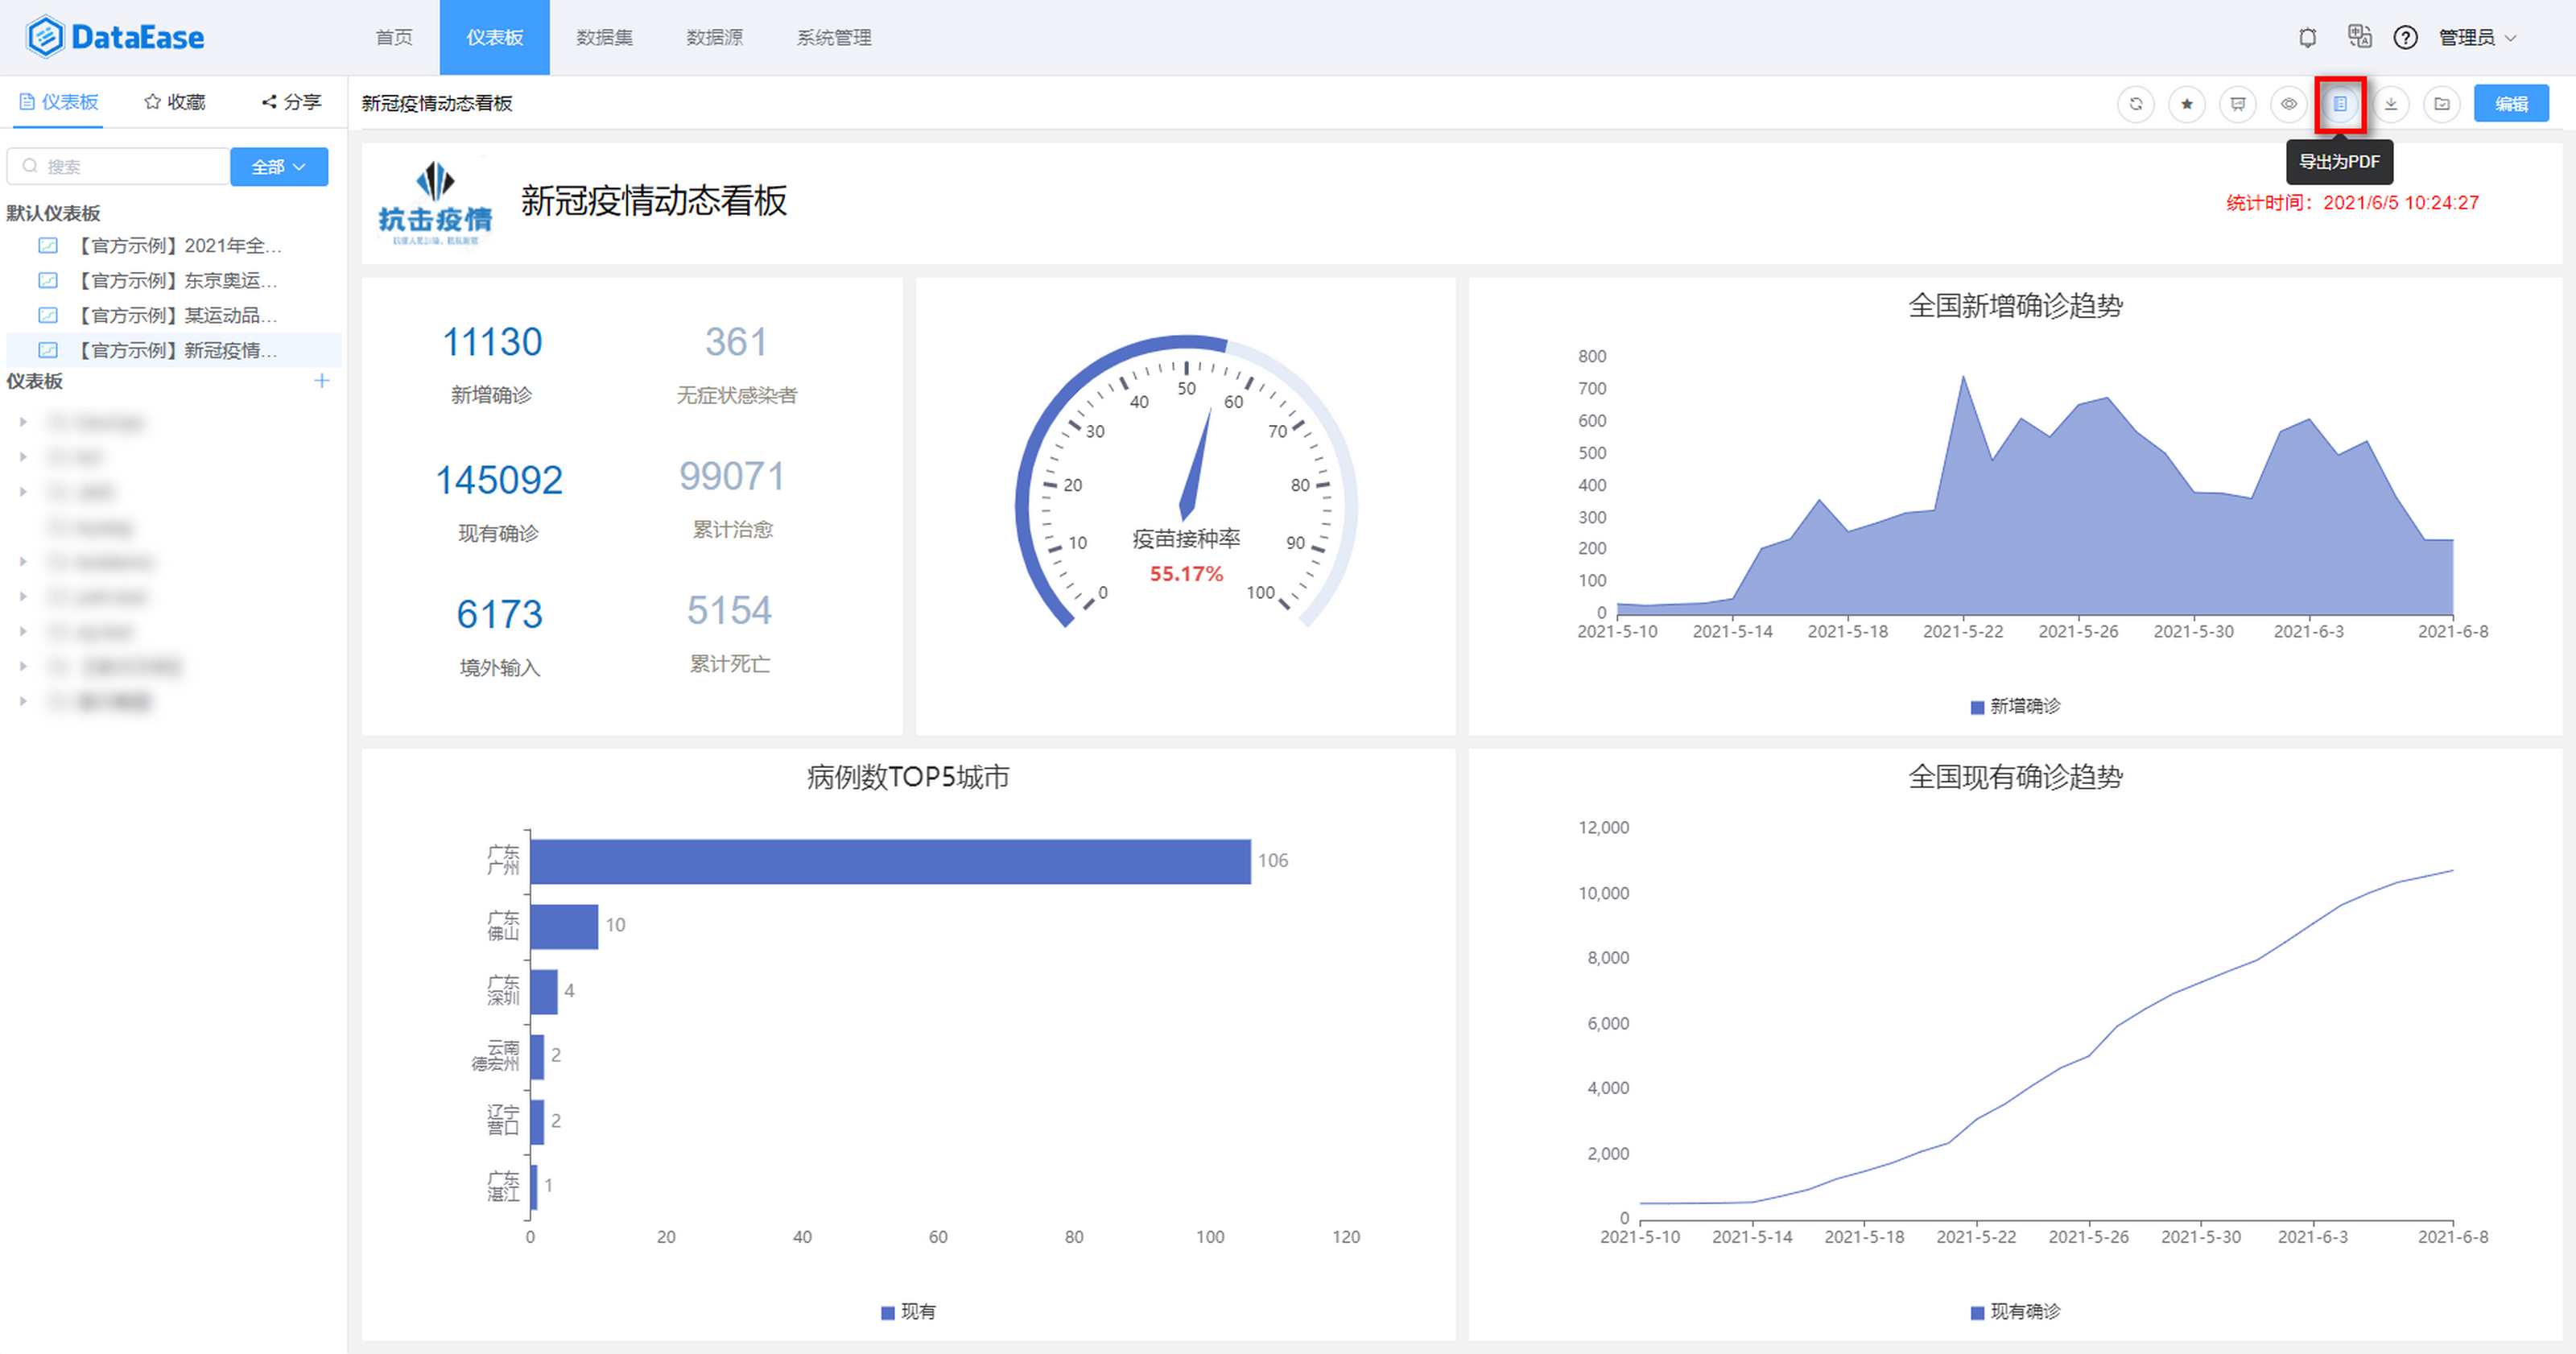 DataEase
首页
仪表板
数据集
数据源
系统管理
管理员
仪表板
收藏
分享
新冠疫情动态看板
编辑
导出为PDF
搜索
全部
默认仪表板
【官方示例】2021年全...
【官方示例】东京奥运...
【官方示例】某运动品...
【官方示例】新冠疫情...
仪表板
抗击疫情
新冠疫情动态看板
统计时间：2021/6/5 10:24:27
11130
新增确诊
361
无症状感染者
145092
现有确诊
99071
累计治愈
6173
境外输入
5154
累计死亡
0
10
20
30
40
50
60
70
80
90
100
疫苗接种率
55.17%
全国新增确诊趋势
800
700
600
500
400
300
200
100
0
2021-5-10
2021-5-14
2021-5-18
2021-5-22
2021-5-26
2021-5-30
2021-6-3
2021-6-8
新增确诊
病例数TOP5城市
广东
广州
106
广东
佛山
10
广东
深圳
4
云南
德宏州
2
辽宁
营口
2
广东
湛江
1
0
20
40
60
80
100
120
现有
全国现有确诊趋势
12,000
10,000
8,000
6,000
4,000
2,000
0
2021-5-10
2021-5-14
2021-5-18
2021-5-22
2021-5-26
2021-5-30
2021-6-3
2021-6-8
现有确诊